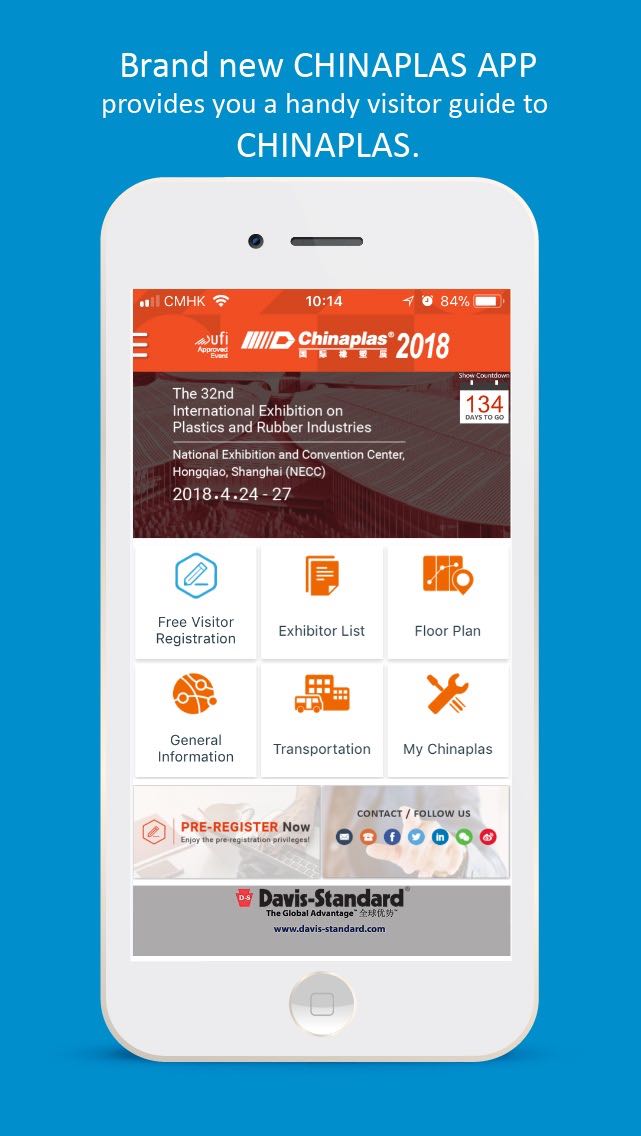 Brand new CHINAPLAS APP
provides you a handy visitor guide to
CHINAPLAS.
CMHK 10:14 84%
ufi
Approved
Event
Chinaplas® 2018
国际橡塑展
Show Countdown
134
DAYS TO GO
The 32nd
International Exhibition on
Plastics and Rubber Industries
National Exhibition and Convention Center,
Hongqiao, Shanghai (NECC)
2018.4.24 - 27
Free Visitor
Registration
Exhibitor List
Floor Plan
General
Information
Transportation
My Chinaplas
PRE-REGISTER Now
Enjoy the pre-registration privileges!
CONTACT / FOLLOW US
D-S Davis-Standard®
The Global Advantage™ 全球优势™
www.davis-standard.com